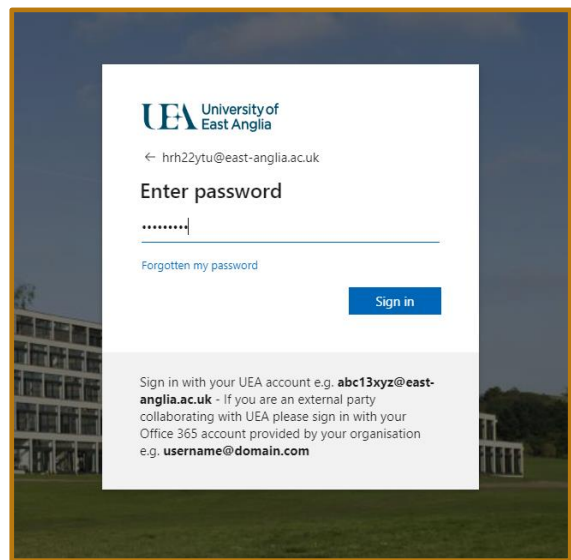 UEA University of
East Anglia
← hrh22ytu@east-anglia.ac.uk
Enter password
•••••••••
Forgotten my password
Sign in
Sign in with your UEA account e.g. abc13xyz@east-
anglia.ac.uk - If you are an external party
collaborating with UEA please sign in with your
Office 365 account provided by your organisation
e.g. username@domain.com